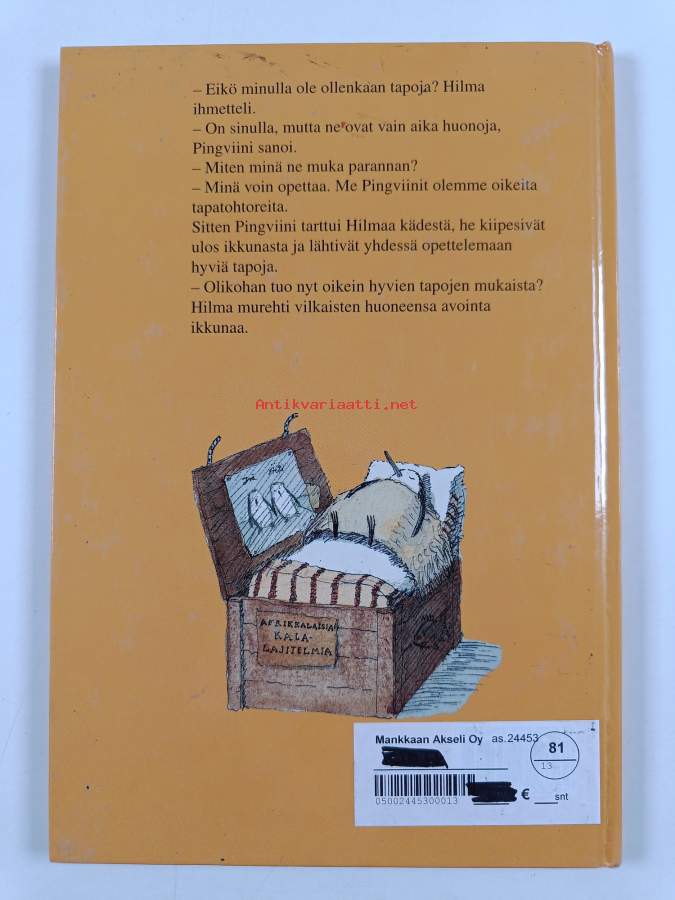 – Eikö minulla ole ollenkaan tapoja? Hilma
ihmetteli.
– On sinulla, mutta ne ovat vain aika huonoja,
Pingviini sanoi.
– Miten minä ne muka parannan?
– Minä voin opettaa. Me Pingviinit olemme oikeita
tapatohtoreita.
Sitten Pingviini tarttui Hilmaa kädestä, he kiipesivät
ulos ikkunasta ja lähtivät yhdessä opettelemaan
hyviä tapoja.
– Olikohan tuo nyt oikein hyvien tapojen mukaista?
Hilma murehti vilkaisten huoneensa avointa
ikkunaa.
Antikvariaatti.net
AFRIKKALAISIA
KALA-
LAJITELMIA
Mankkaan Akseli Oy as.24453
81
13
05002445300013 € snt